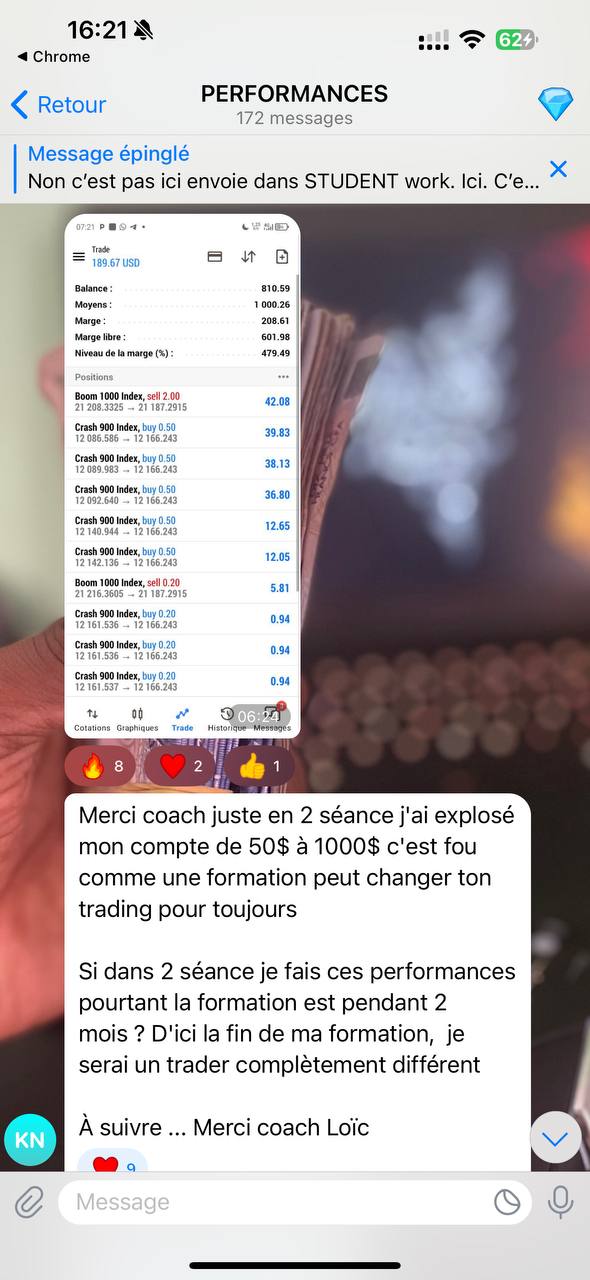 16:21
62
◀ Chrome
Retour
PERFORMANCES
172 messages
Message épinglé
Non c’est pas ici envoie dans STUDENT work. Ici. C’e...
07:21
Trade
189.67 USD
Balance : 810.59
Moyens : 1 000.26
Marge : 208.61
Marge libre : 601.98
Niveau de la marge (%) : 479.49
Positions
Boom 1000 Index, sell 2.00
21 208.3325 → 21 187.2915
42.08
Crash 900 Index, buy 0.50
12 086.586 → 12 166.243
39.83
Crash 900 Index, buy 0.50
12 089.983 → 12 166.243
38.13
Crash 900 Index, buy 0.50
12 092.640 → 12 166.243
36.80
Crash 900 Index, buy 0.50
12 140.944 → 12 166.243
12.65
Crash 900 Index, buy 0.50
12 142.136 → 12 166.243
12.05
Boom 1000 Index, sell 0.20
21 216.3605 → 21 187.2915
5.81
Crash 900 Index, buy 0.20
12 161.536 → 12 166.243
0.94
Crash 900 Index, buy 0.20
12 161.536 → 12 166.243
0.94
Crash 900 Index, buy 0.20
12 161.537 → 12 166.243
0.94
06:24
Cotations Graphiques Trade Historique Messages
8 2 1
Merci coach juste en 2 séance j'ai explosé
mon compte de 50$ à 1000$ c'est fou
comme une formation peut changer ton
trading pour toujours
Si dans 2 séance je fais ces performances
pourtant la formation est pendant 2
mois ? D'ici la fin de ma formation, je
serai un trader complètement différent
À suivre ... Merci coach Loïc
KN
9
Message